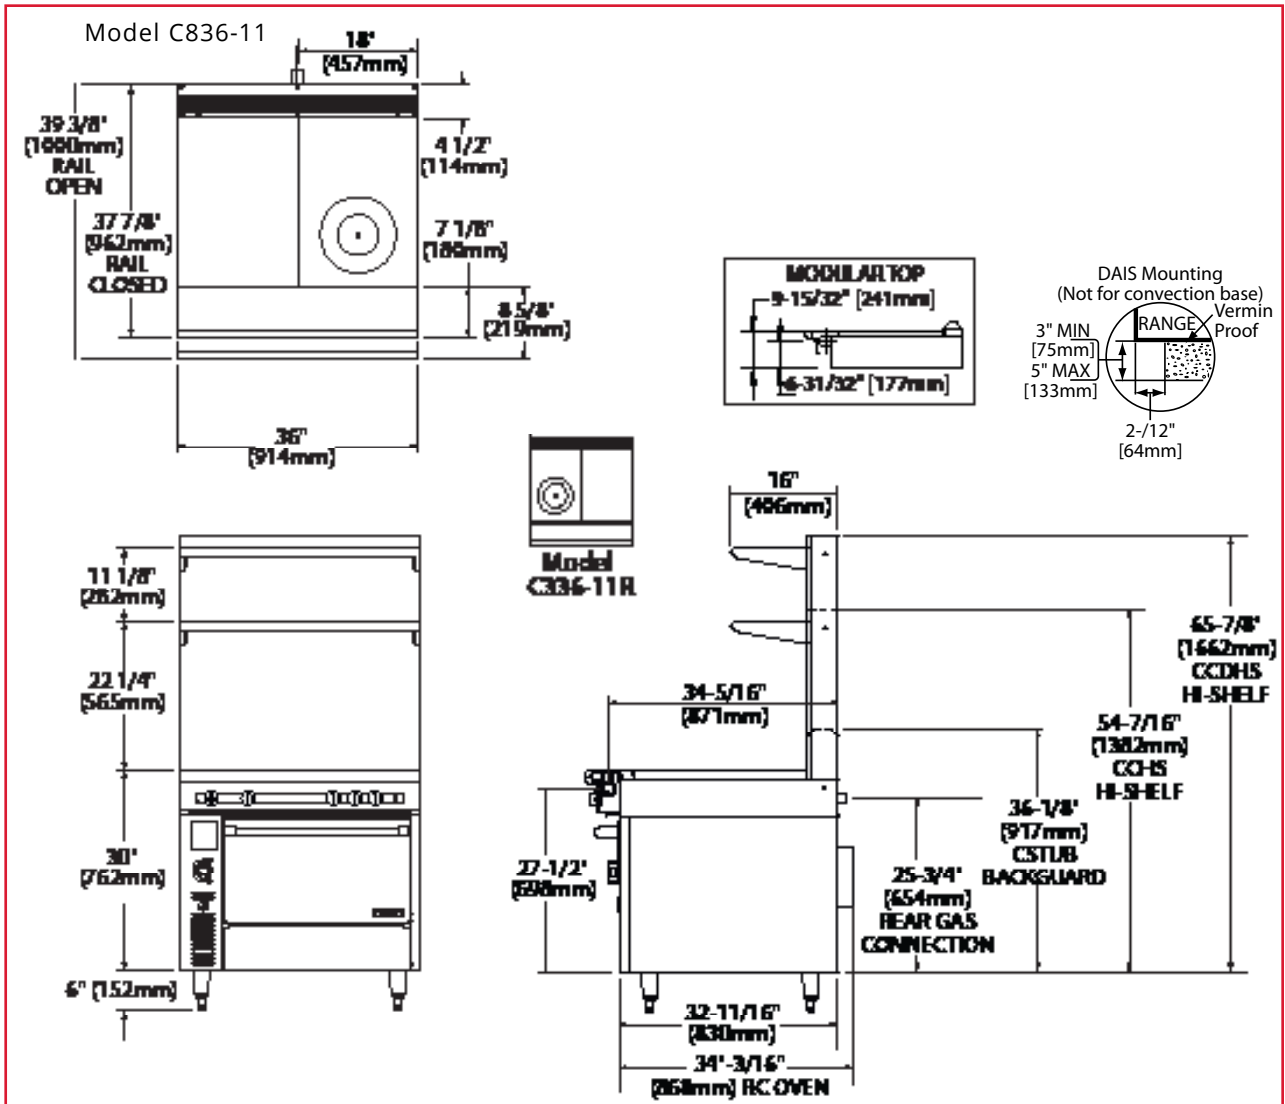 Model C836-11
18"
(457mm)
39 3/8"
(1000mm)
RAIL
OPEN
4 1/2"
(114mm)
37 7/8"
(962mm)
RAIL
CLOSED
7 1/8"
(180mm)
8 5/8"
(219mm)
36"
(914mm)
MODULAR TOP
9-15/32" [241mm]
6-31/32" [177mm]
DAIS Mounting
(Not for convection base)
Vermin
Proof
RANGE
3" MIN
[75mm]
5" MAX
[133mm]
2-/12"
[64mm]
Model
C336-11R
16"
(406mm)
11 1/8"
(282mm)
22 1/4"
(565mm)
30"
(762mm)
6" (152mm)
34-5/16"
(871mm)
65-7/8"
(1662mm)
CCDHS
HI-SHELF
54-7/16"
(1382mm)
CCHS
HI-SHELF
36-1/8"
(917mm)
CSTUB
BACKGUARD
27-1/2"
(698mm)
25-3/4"
(654mm)
REAR GAS
CONNECTION
32-11/16"
(830mm)
34'-3/16"
(868mm) RC OVEN